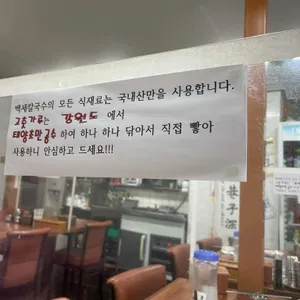 백세칼국수의 모든 식재료는 국내산만을 사용합니다.
고춧가루는 강원도 에서
태양초만 공수 하여 하나 하나 닦아서 직접 빻아
사용하니 안심하고 드세요!!!